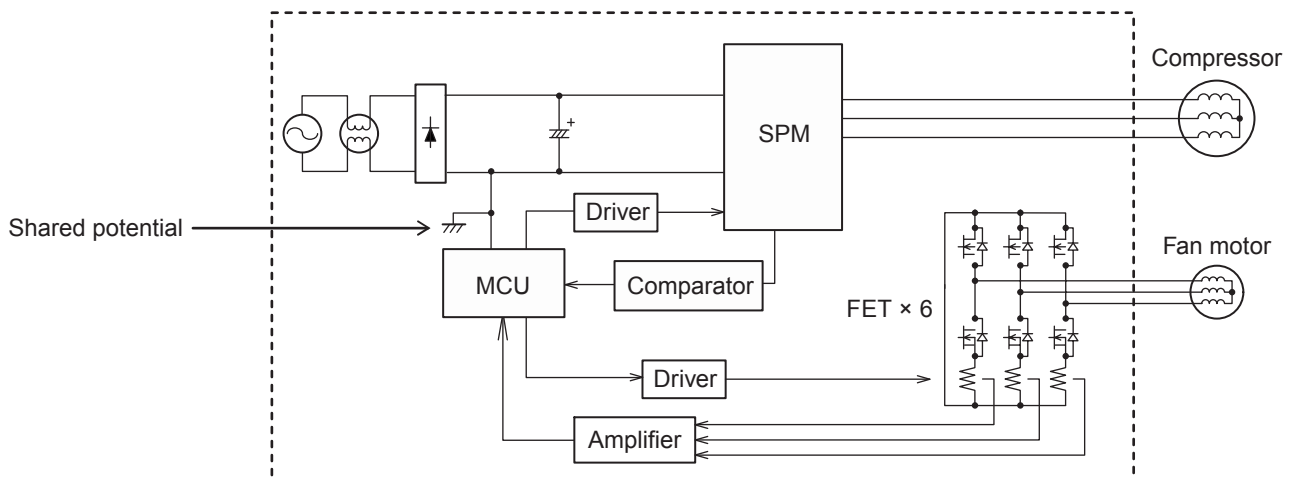 Compressor
SPM
Shared potential
Driver
MCU
Comparator
Fan motor
FET × 6
Driver
Amplifier
+